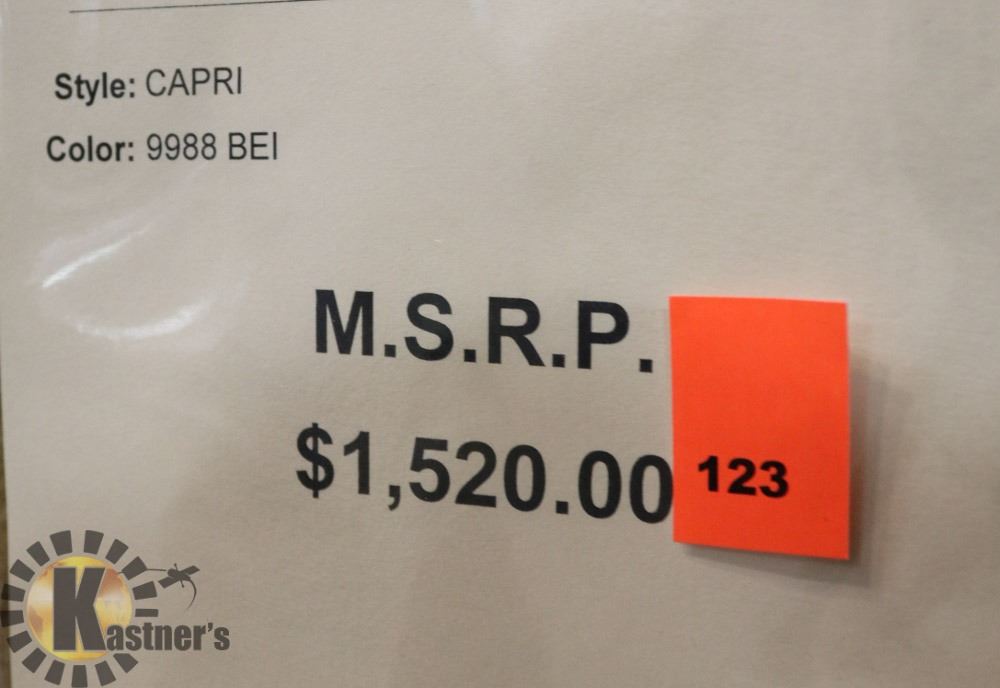 Style: CAPRI
Color: 9988 BEI
M.S.R.P.
$1,520.00
123
Kastner's